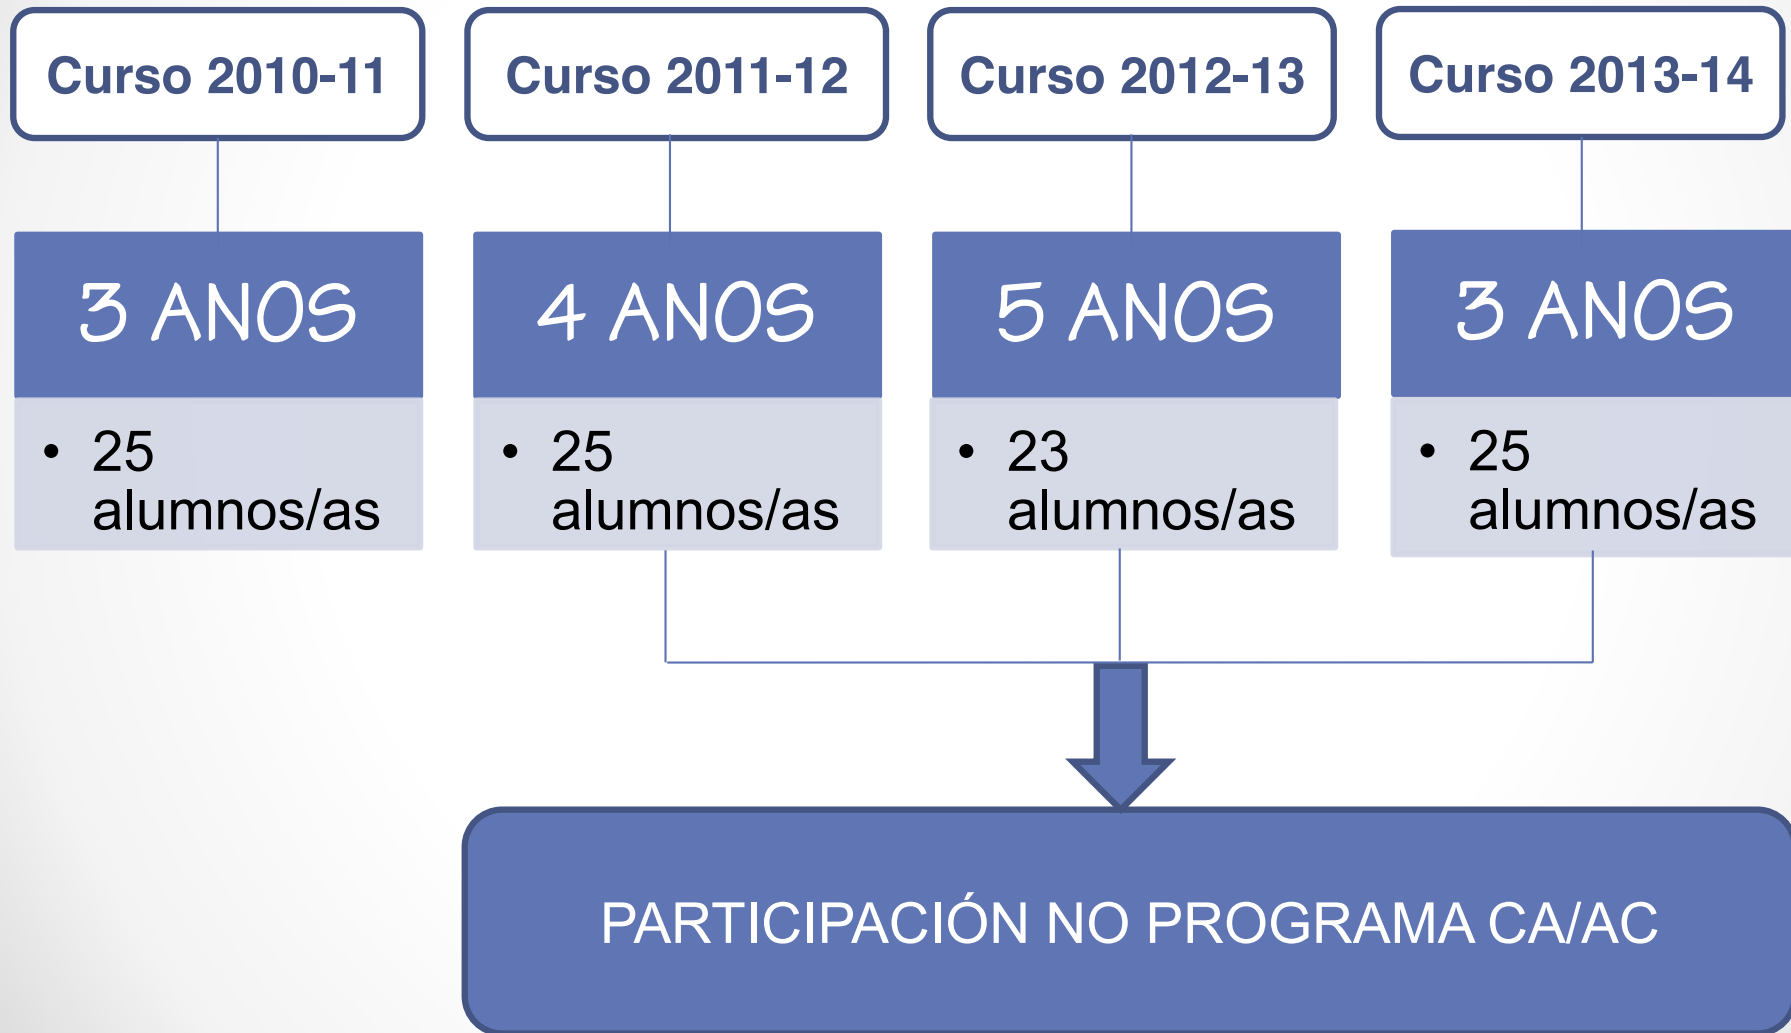 Curso 2010-11
Curso 2011-12
Curso 2012-13
Curso 2013-14
3 ANOS
4 ANOS
5 ANOS
3 ANOS
• 25
alumnos/as
• 25
alumnos/as
• 23
alumnos/as
• 25
alumnos/as
PARTICIPACIÓN NO PROGRAMA CA/AC